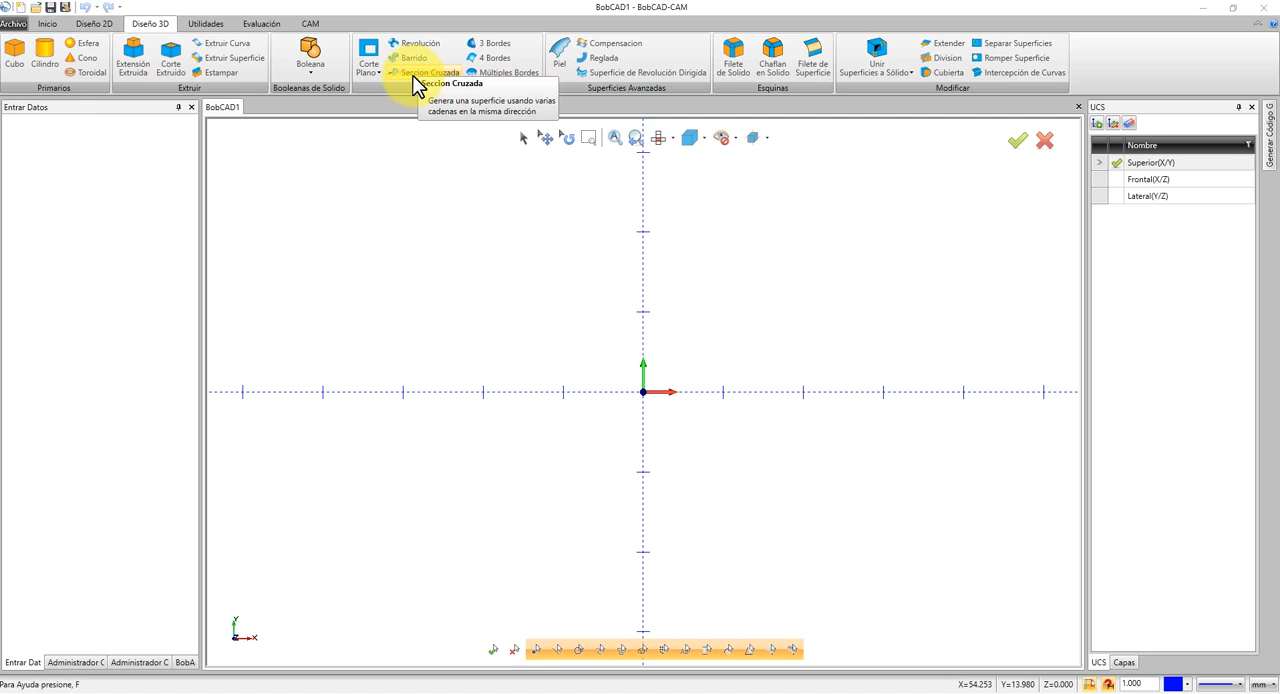 BobCAD1 - BobCAD-CAM
Archivo Inicio Diseño 2D Diseño 3D Utilidades Evaluación CAM
Cubo
Cilindro
Esfera
Cono
Toroidal
Primarios
Extensión
Extruida
Corte
Extruido
Extruir Curva
Extruir Superficie
Estampar
Extruir
Boleana
Booleanas de Solido
Corte
Plano
Revolución
Barrido
Seccion Cruzada
3 Bordes
4 Bordes
Múltiples Bordes
Piel
Compensacion
Reglada
Superficie de Revolución Dirigida
Superficies Avanzadas
Filete
de Solido
Chaflan
en Solido
Filete de
Superficie
Esquinas
Unir
Superficies a Sólidos
Extender
Division
Cubierta
Separar Superficies
Romper Superficie
Intercepción de Curvas
Modificar
Seccion Cruzada
Genera una superficie usando varias
cadenas en la misma dirección
Entrar Datos
BobCAD1
UCS
Nombre
Superior(X/Y)
Frontal(X/Z)
Lateral(Y/Z)
Generar Código G
Y
X
Entrar Dat Administrador C Administrador C BobA
UCS Capas
Para Ayuda presione, F
X=54.253 Y=13.980 Z=0.000 1.000 mm